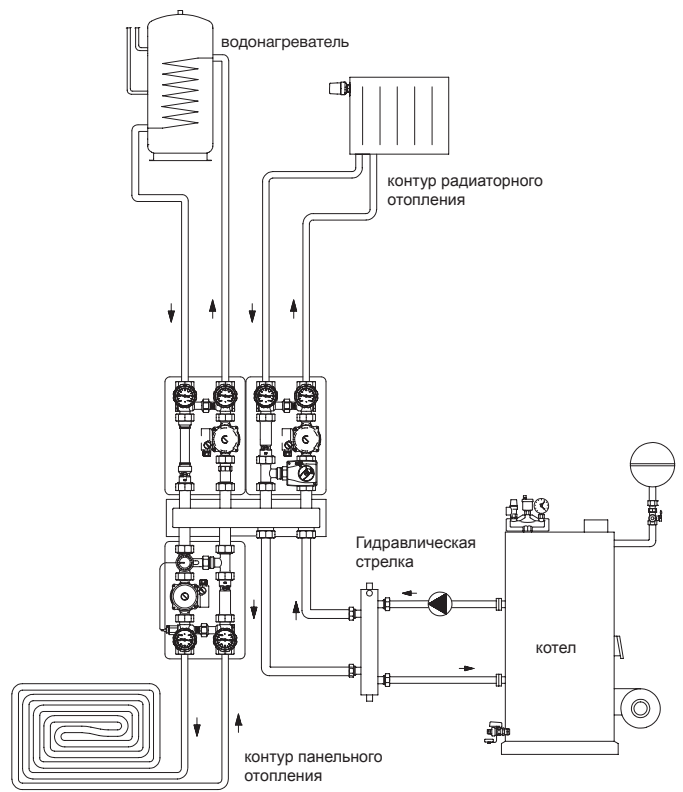 водонагреватель
контур радиаторного
отопления
Гидравлическая
стрелка
котел
контур панельного
отопления